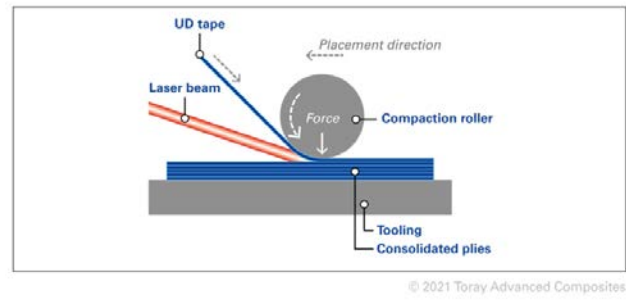 UD tape
Placement direction
Laser beam
Force
Compaction roller
Tooling
Consolidated plies
© 2021 Toray Advanced Composites